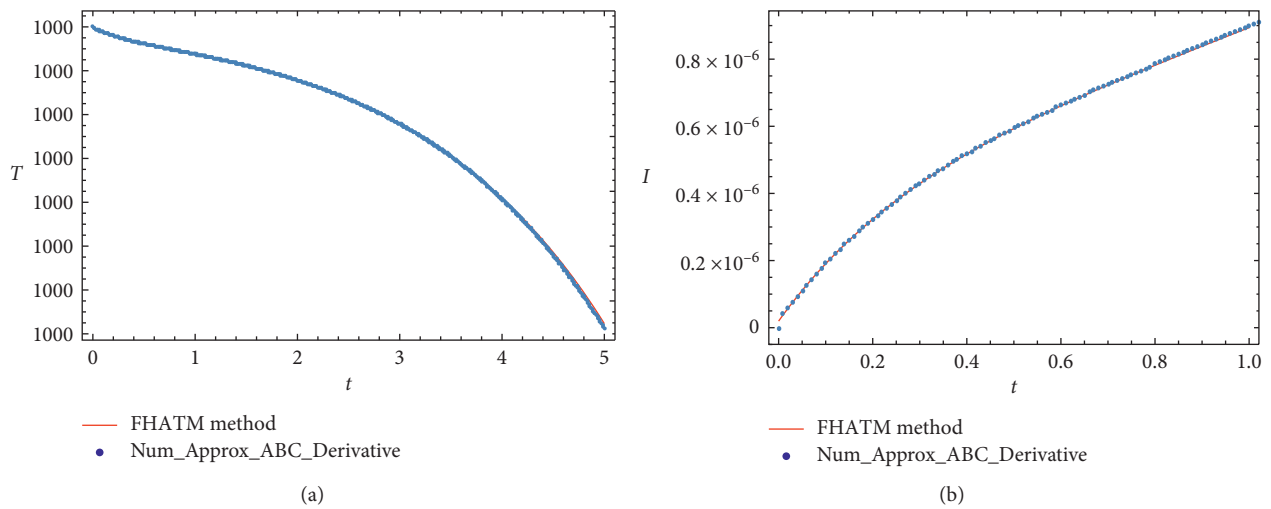 1000
1000
1000
1000
T
1000
1000
1000
1000
0 1 2 3 4 5
t
FHATM method
Num_Approx_ABC_Derivative
(a)
0.8 × 10⁻⁶
0.6 × 10⁻⁶
I
0.4 × 10⁻⁶
0.2 × 10⁻⁶
0
0.0 0.2 0.4 0.6 0.8 1.0
t
FHATM method
Num_Approx_ABC_Derivative
(b)